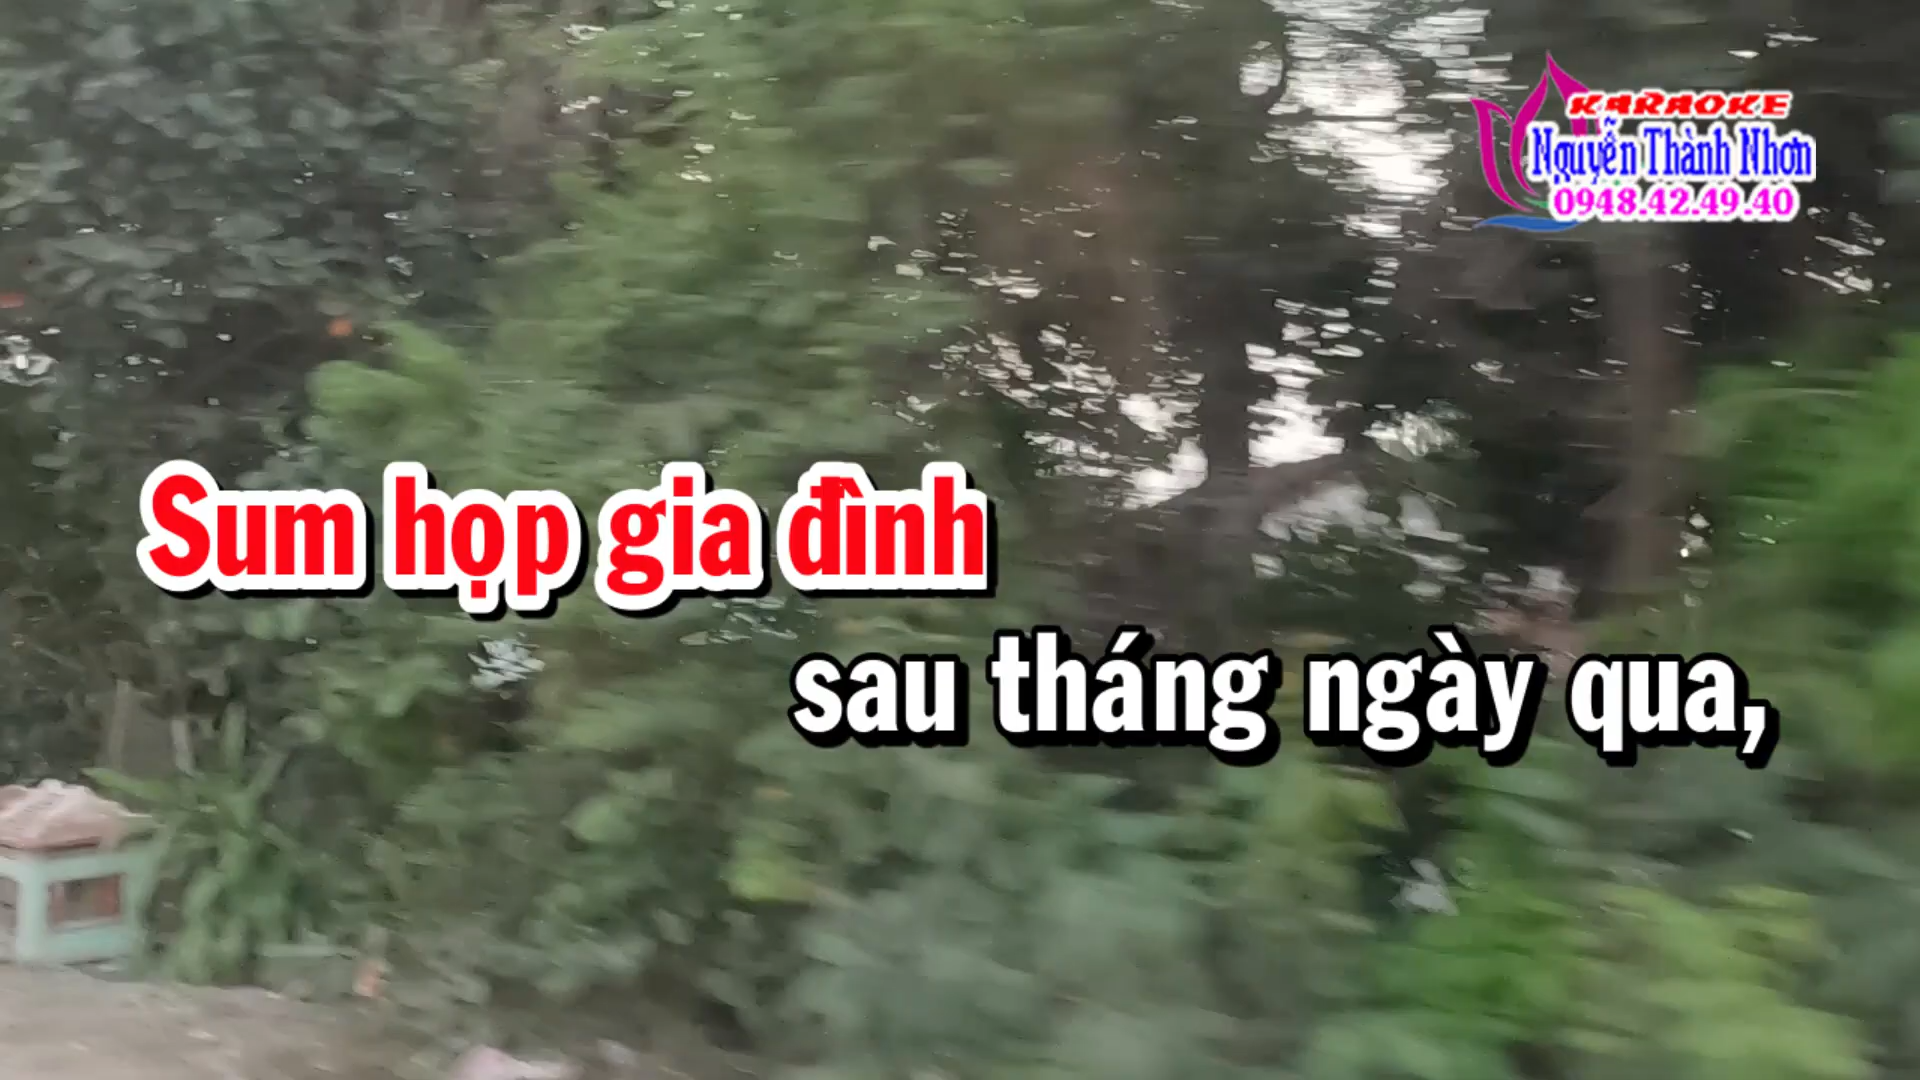 KARAOKE
Nguyễn Thành Nhơn
0948.42.49.40
Sum họp gia đình
sau tháng ngày qua,